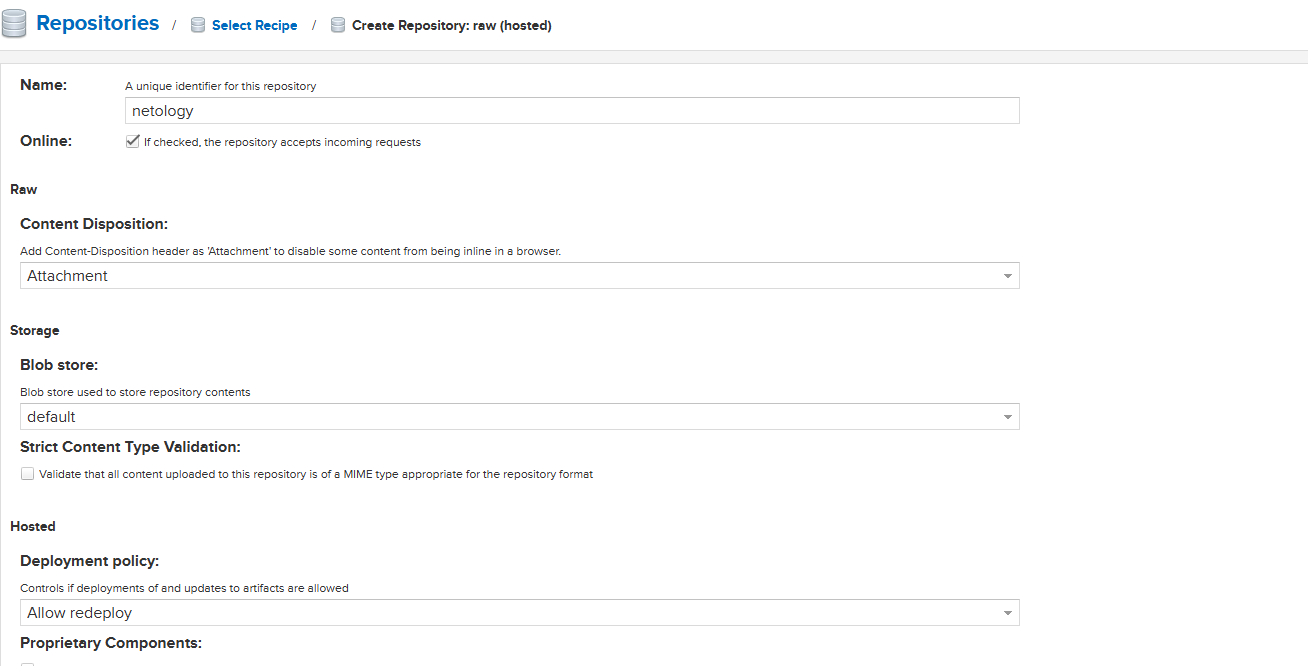 Repositories / Select Recipe / Create Repository: raw (hosted)
Name: A unique identifier for this repository
netology
Online: If checked, the repository accepts incoming requests
Raw
Content Disposition:
Add Content-Disposition header as 'Attachment' to disable some content from being inline in a browser.
Attachment
Storage
Blob store:
Blob store used to store repository contents
default
Strict Content Type Validation:
Validate that all content uploaded to this repository is of a MIME type appropriate for the repository format
Hosted
Deployment policy:
Controls if deployments of and updates to artifacts are allowed
Allow redeploy
Proprietary Components: